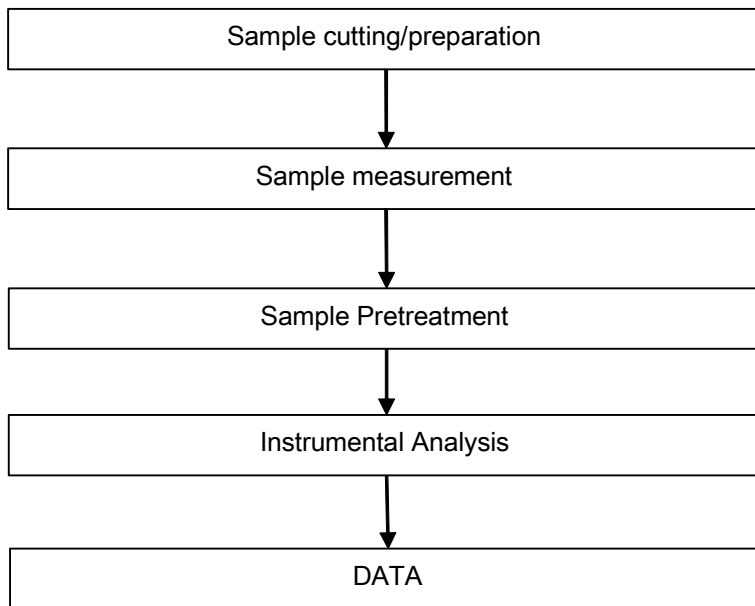 Sample cutting/preparation
Sample measurement
Sample Pretreatment
Instrumental Analysis
DATA